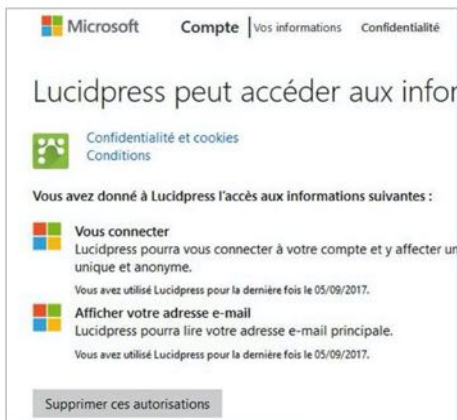 Microsoft Compte Vos informations Confidentialité
Lucidpress peut accéder aux infor
Confidentialité et cookies
Conditions
Vous avez donné à Lucidpress l'accès aux informations suivantes :
Vous connecter
Lucidpress pourra vous connecter à votre compte et y affecter un
unique et anonyme.
Vous avez utilisé Lucidpress pour la dernière fois le 05/09/2017.
Afficher votre adresse e-mail
Lucidpress pourra lire votre adresse e-mail principale.
Vous avez utilisé Lucidpress pour la dernière fois le 05/09/2017.
Supprimer ces autorisations